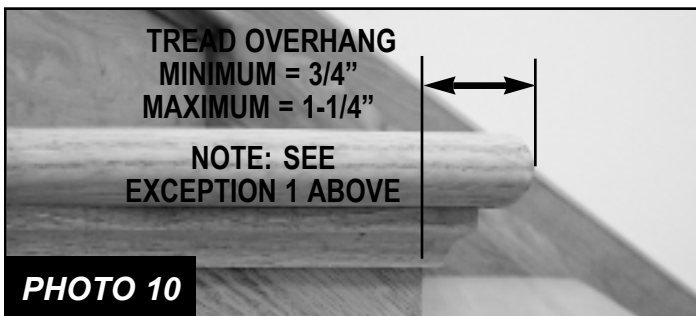 TREAD OVERHANG
MINIMUM = 3/4”
MAXIMUM = 1-1/4”
NOTE: SEE
EXCEPTION 1 ABOVE
PHOTO 10